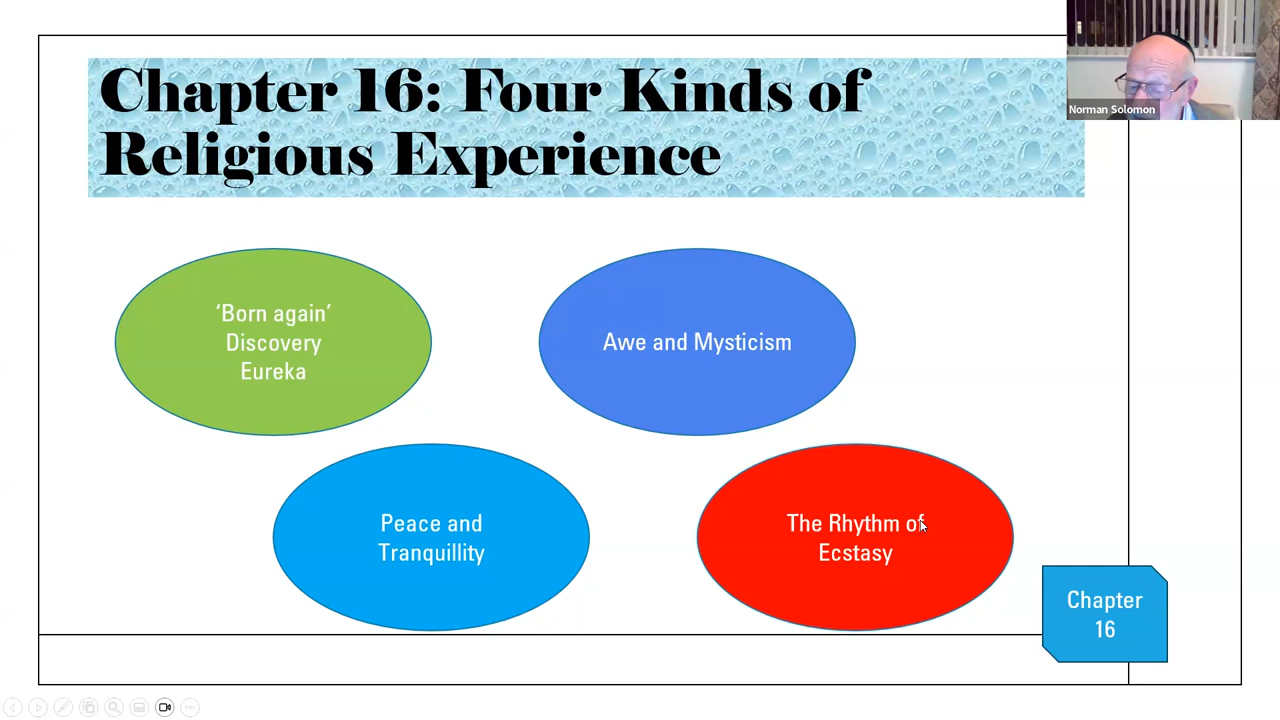 Chapter 16: Four Kinds of
Religious Experience
Norman Solomon
‘Born again’
Discovery
Eureka
Awe and Mysticism
Peace and
Tranquillity
The Rhythm of
Ecstasy
Chapter
16